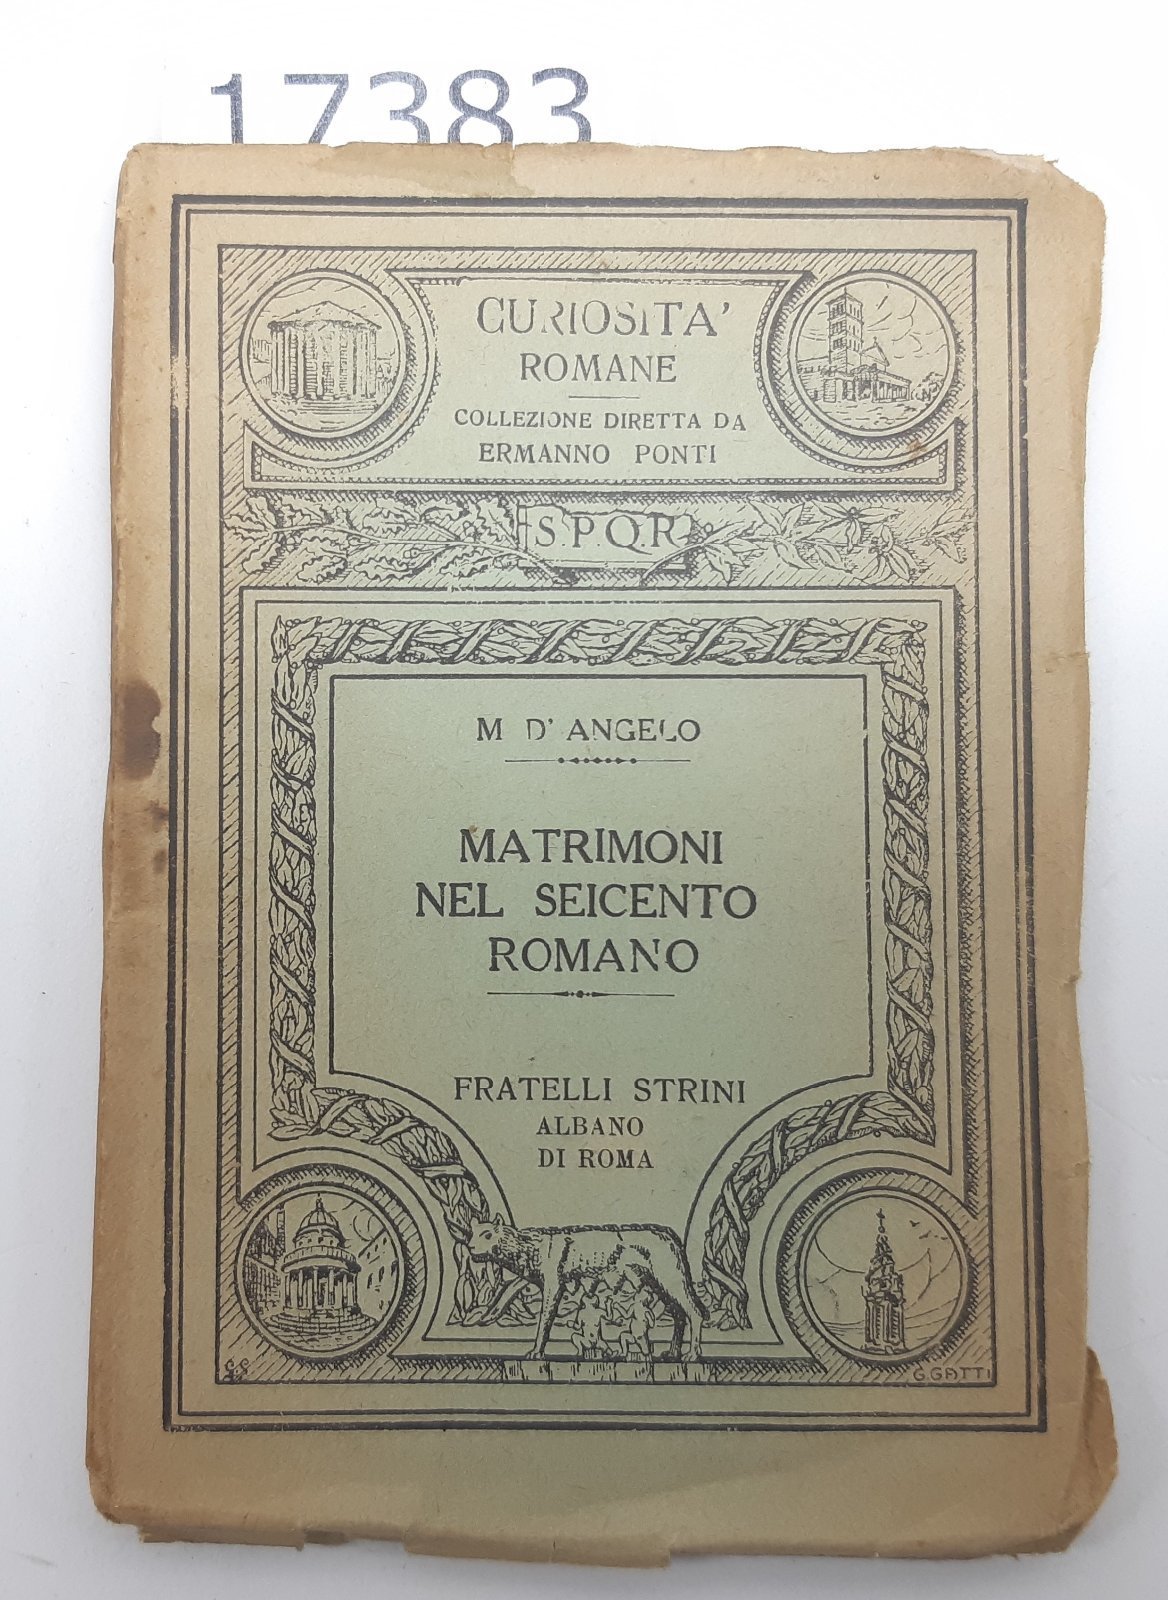 17383
CURIOSITA'
ROMANE
COLLEZIONE DIRETTA DA
ERMANNO PONTI
S.P.Q.R
M D' ANGELO
MATRIMONI
NEL SEICENTO
ROMANO
FRATELLI STRINI
ALBANO
DI ROMA
G.GATTI